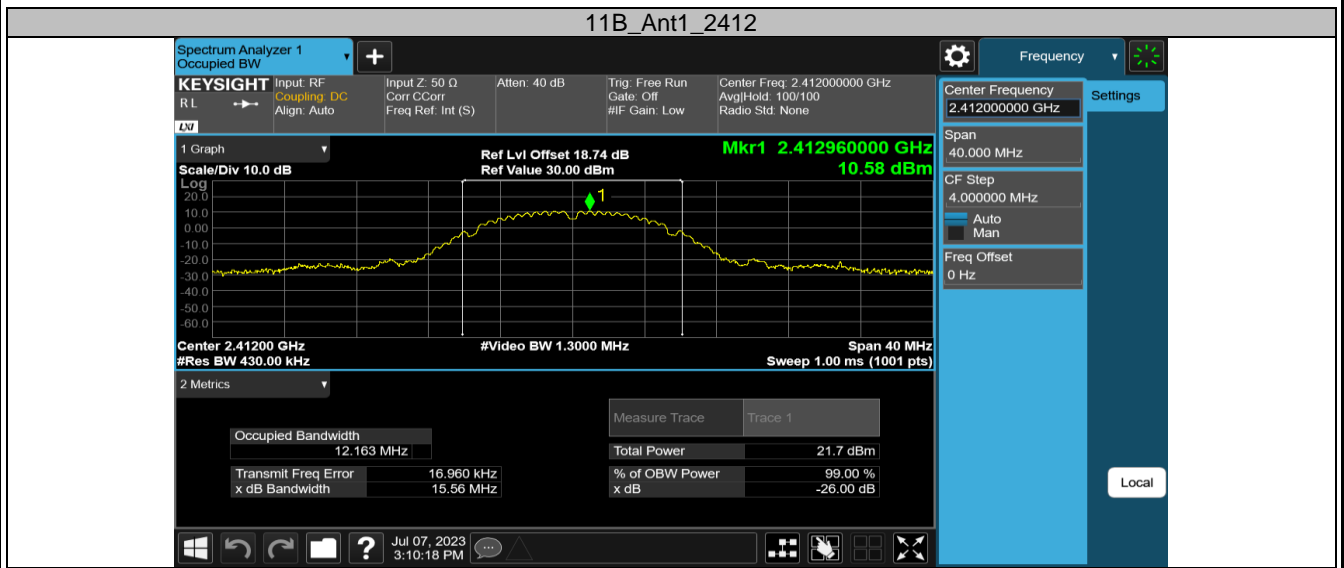 11B_Ant1_2412
Spectrum Analyzer 1
Occupied BW
+
Frequency
KEYSIGHT
RL
LXI
Input: RF
Coupling: DC
Align: Auto
Input Z: 50 Ω
Corr CCorr
Freq Ref: Int (S)
Atten: 40 dB
Trig: Free Run
Gate: Off
#IF Gain: Low
Center Freq: 2.412000000 GHz
Avg|Hold: 100/100
Radio Std: None
Center Frequency
2.412000000 GHz
Settings
Span
40.000 MHz
CF Step
4.000000 MHz
Auto
Man
Freq Offset
0 Hz
Local
1 Graph
Scale/Div 10.0 dB
Ref Lvl Offset 18.74 dB
Ref Value 30.00 dBm
Mkr1 2.412960000 GHz
10.58 dBm
Log
20.0
10.0
0.00
-10.0
-20.0
-30.0
-40.0
-50.0
-60.0
1
Center 2.41200 GHz
#Video BW 1.3000 MHz
Span 40 MHz
#Res BW 430.00 kHz
Sweep 1.00 ms (1001 pts)
2 Metrics
Measure Trace
Trace 1
Occupied Bandwidth
12.163 MHz
Total Power
21.7 dBm
Transmit Freq Error
16.960 kHz
% of OBW Power
99.00 %
x dB Bandwidth
15.56 MHz
x dB
-26.00 dB
?
Jul 07, 2023
3:10:18 PM